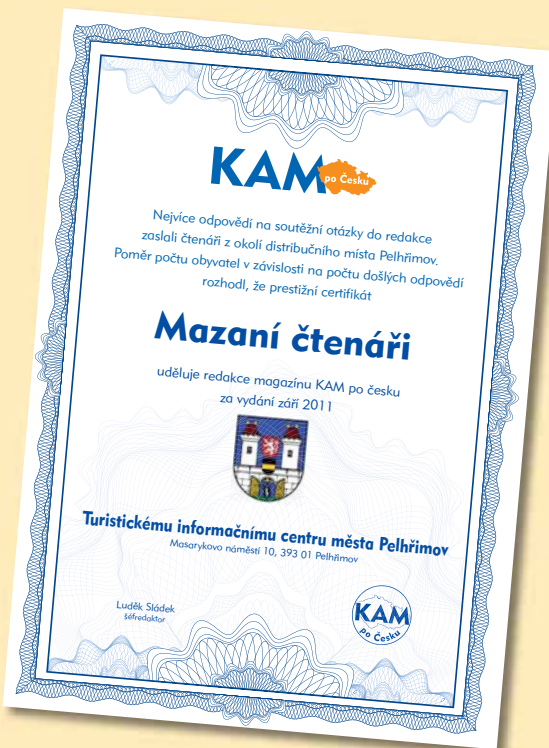 KAM po Česku
Nejvíce odpovědí na soutěžní otázky do redakce
zaslali čtenáři z okolí distribučního místa Pelhřimov.
Poměr počtu obyvatel v závislosti na počtu došlých odpovědí
rozhodl, že prestižní certifikát
Mazaní čtenáři
uděluje redakce magazínu KAM po česku
za vydání září 2011
Turistickému informačnímu centru města Pelhřimov
Masarykovo náměstí 10, 393 01 Pelhřimov
Luděk Sládek
šéfredaktor
KAM
po Česku